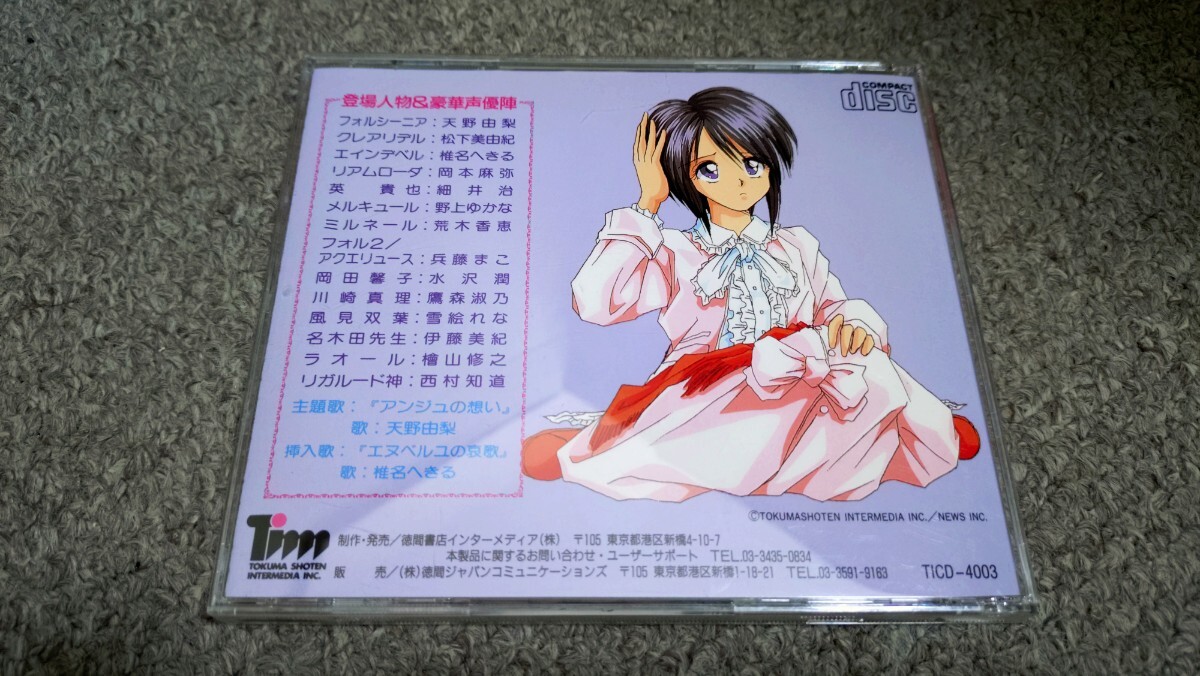 登場人物&豪華声優陣
フォルシーニア：天野由梨
クレアリデル：松下美由紀
エインデベル：椎名へきる
リアムローダ：岡本麻弥
英　貴也：細井治
メルキュール：野上ゆかな
ミルネール：荒木香恵
フォル2／
アクエリュース：兵藤まこ
岡田馨子：水沢潤
川崎真理：鷹森淑乃
風見双葉：雪絵れな
名木田先生：伊藤美紀
ラオール：檜山修之
リガルード神：西村知道
主題歌：『アンジュの想い』
歌：天野由梨
挿入歌：『エヌベルユの哀歌』
歌：椎名へきる
COMPACT
disc
©TOKUMASHOTEN INTERMEDIA INC.／NEWS INC.
Tim
TOKUMA SHOTEN
INTERMEDIA INC.
制作・発売／徳間書店インターメディア(株)　〒105 東京都港区新橋4-10-7
本製品に関するお問い合わせ・ユーザーサポート　TEL.03-3435-0834
販　売／(株)徳間ジャパンコミュニケーションズ　〒105 東京都港区新橋1-18-21　TEL.03-3591-9163
TICD-4003